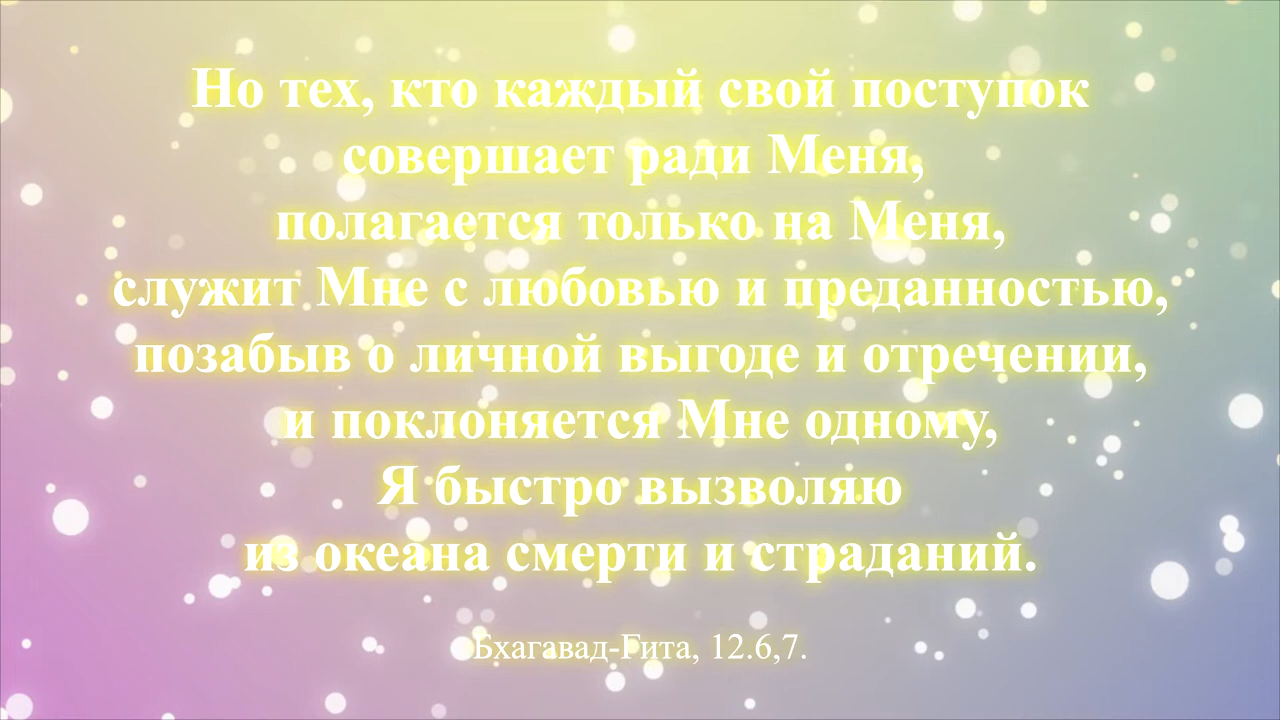 Но тех, кто каждый свой поступок
совершает ради Меня,
полагается только на Меня,
служит Мне с любовью и преданностью,
позабыв о личной выгоде и отречении,
и поклоняется Мне одному,
Я быстро вызволяю
из океана смерти и страданий.
Бхагавад-Гита, 12.6,7.